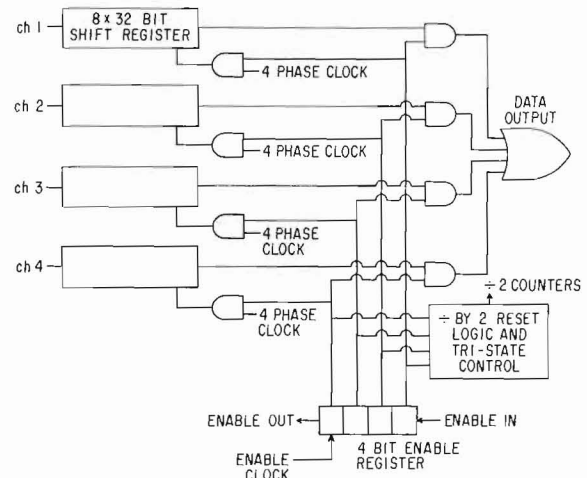 ch 1
8 x 32 BIT
SHIFT REGISTER
4 PHASE CLOCK
ch 2
4 PHASE CLOCK
DATA
OUTPUT
ch 3
4 PHASE
CLOCK
ch 4
4 PHASE
CLOCK
÷ 2 COUNTERS
÷ BY 2 RESET
LOGIC AND
TRI-STATE
CONTROL
ENABLE OUT
ENABLE IN
4 BIT ENABLE
REGISTER
ENABLE
CLOCK